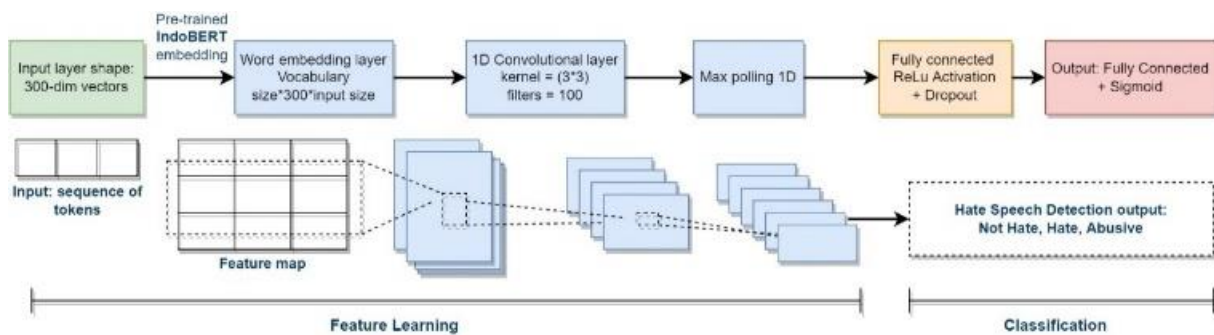 Input layer shape:
300-dim vectors
Pre-trained
IndoBERT
embedding
Word embedding layer
Vocabulary
size*300*input size
1D Convolutional layer
kernel = (3*3)
filters = 100
Max polling 1D
Fully connected
ReLu Activation
+ Dropout
Output: Fully Connected
+ Sigmoid
Input: sequence of
tokens
Feature map
Hate Speech Detection output:
Not Hate, Hate, Abusive
Feature Learning
Classification